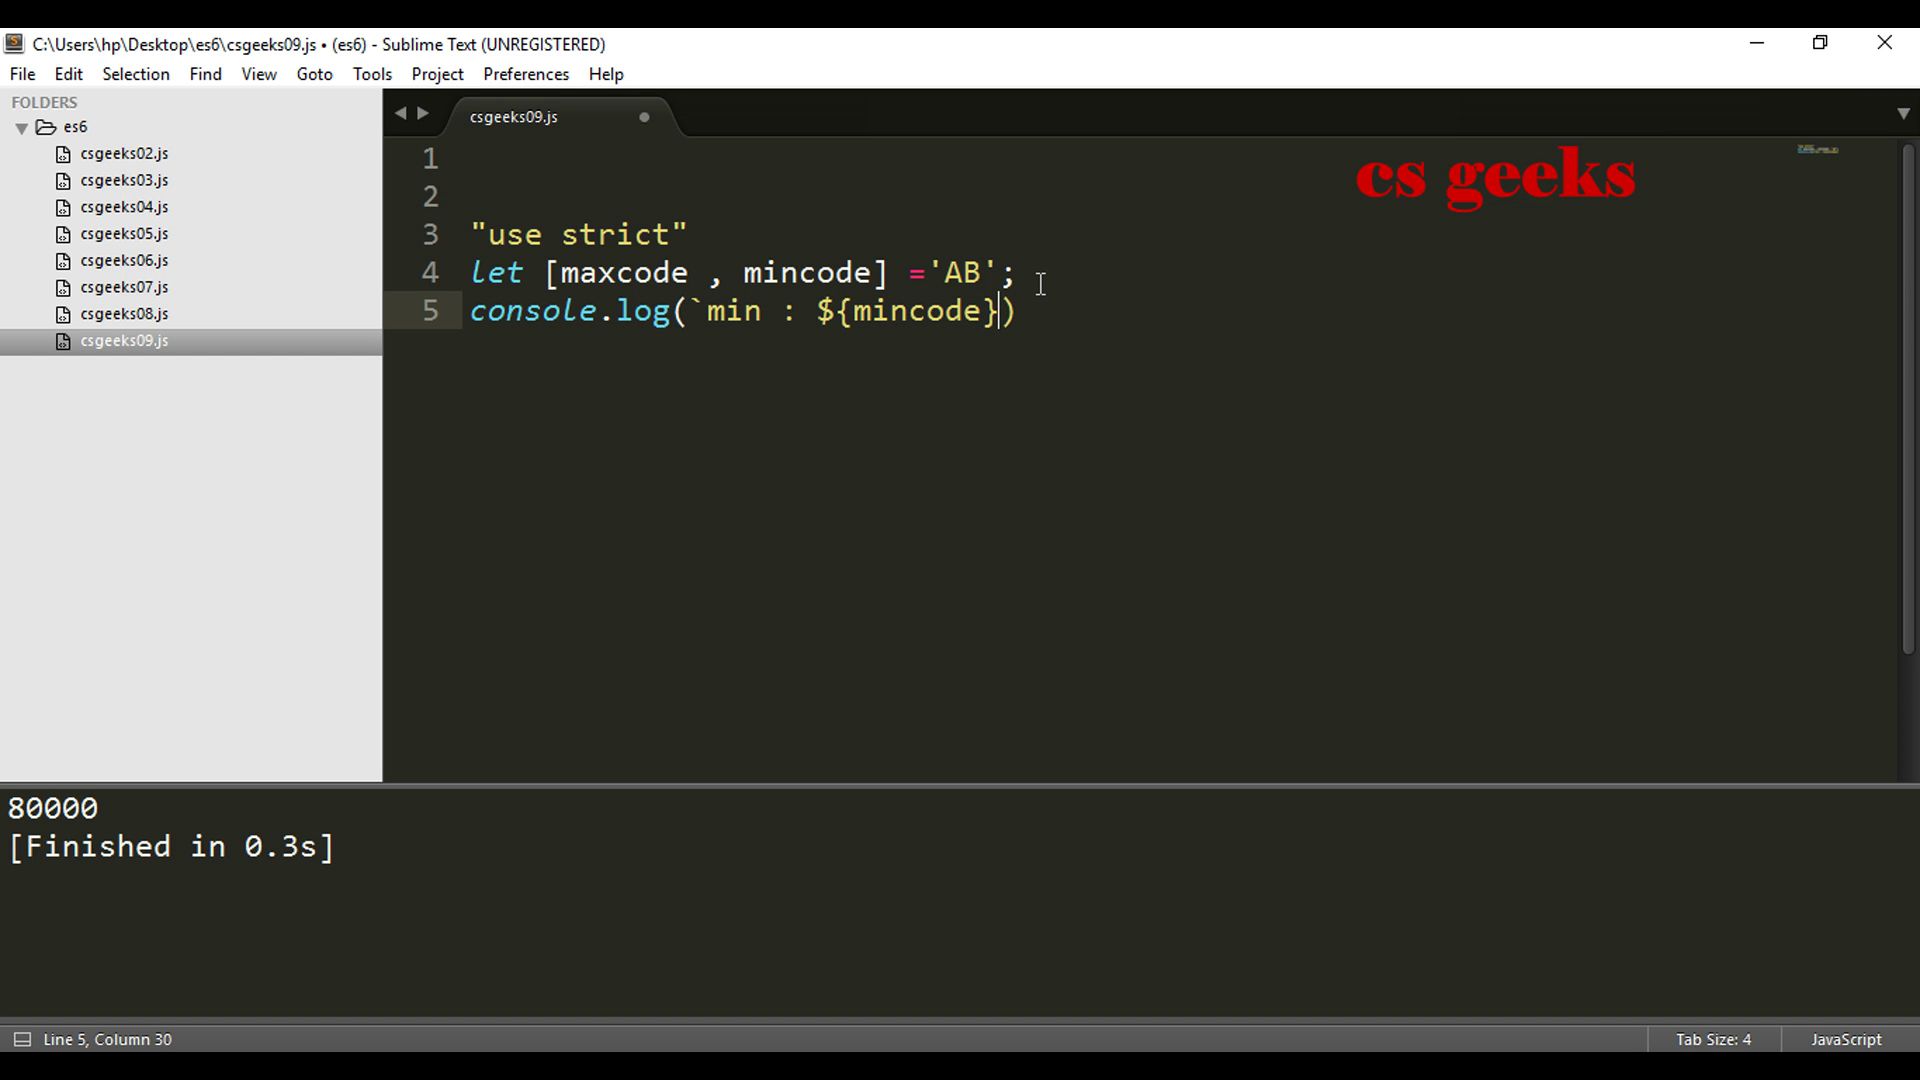 C:\Users\hp\Desktop\es6\csgeeks09.js • (es6) - Sublime Text (UNREGISTERED)
File Edit Selection Find View Goto Tools Project Preferences Help
FOLDERS
es6
csgeeks02.js
csgeeks03.js
csgeeks04.js
csgeeks05.js
csgeeks06.js
csgeeks07.js
csgeeks08.js
csgeeks09.js
csgeeks09.js
cs geeks
1
2
3 "use strict"
4 let [maxcode , mincode] ='AB';
5 console.log(`min : ${mincode})
80000
[Finished in 0.3s]
Line 5, Column 30
Tab Size: 4
JavaScript